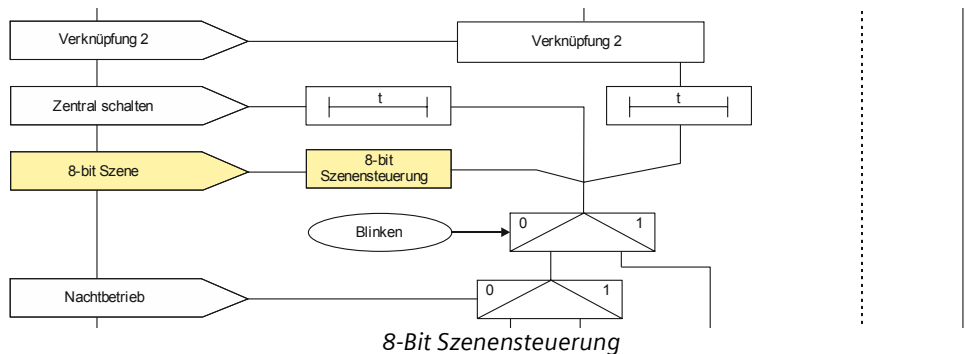 Verknüpfung 2
Verknüpfung 2
Zentral schalten
t
t
8-bit Szene
8-bit
Szenensteuerung
Blinken
0
1
Nachtbetrieb
0
1
8-Bit Szenensteuerung